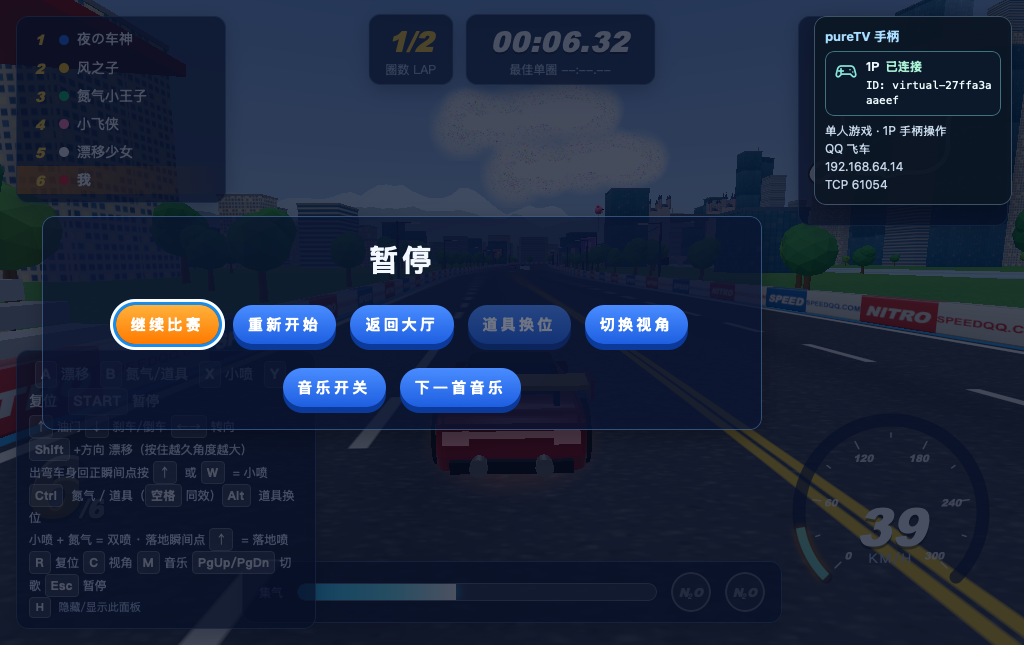 1 夜の车神
2 风之子
3 氮气小王子
4 小飞侠
5 漂移少女
6 我
1/2
圈数 LAP
00:06.32
最佳单圈 --:--.--
pureTV 手柄
1P 已连接
ID: virtual-27ffa3a
aaeef
单人游戏 · 1P 手柄操作
QQ 飞车
192.168.64.14
TCP 61054
暂停
继续比赛
重新开始
返回大厅
道具换位
切换视角
音乐开关
下一首音乐
SPEED
SPEEDQQ.COM
NITRO
SPEEDQQ.C
A 漂移 B 氮气/道具 X 小喷 Y
复位 START 暂停
↑ 油门 ↓ 刹车/倒车 ←→ 转向
Shift +方向 漂移（按住越久角度越大）
出弯车身回正瞬间点按 ↑ 或 W = 小喷
Ctrl 氮气 / 道具（空格 同效） Alt 道具换
位
小喷 + 氮气 = 双喷 · 落地瞬间点 ↑ = 落地喷
R 复位 C 视角 M 音乐 PgUp/PgDn 切
歌 Esc 暂停
H 隐藏/显示此面板
集气
N₂O
N₂O
0
60
120
180
240
300
39
KM/H